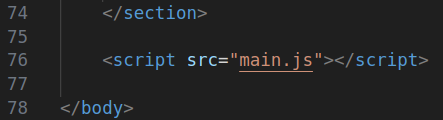 74 </section>
75
76 <script src="main.js"></script>
77
78 </body>